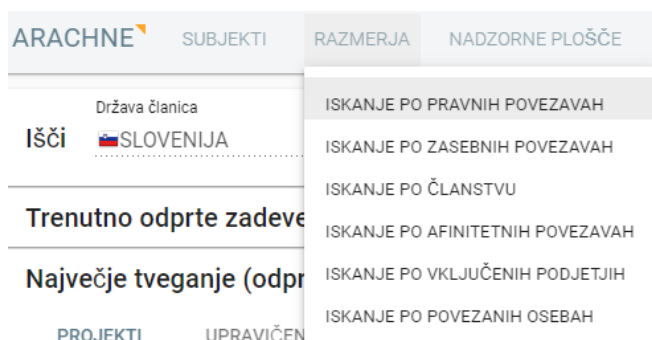 ARACHNE SUBJEKTI RAZMERJA NADZORNE PLOŠČE
Država članica
Išči SLOVENIJA
Trenutno odprte zadeve
Največje tveganje
PROJEKTI
ISKANJE PO PRAVNIH POVEZAVAH
ISKANJE PO ZASEBNIH POVEZAVAH
ISKANJE PO ČLANSTVU
ISKANJE PO AFINITETNIH POVEZAVAH
ISKANJE PO VKLJUČENIH PODJETJIH
ISKANJE PO POVEZANIH OSEBAH